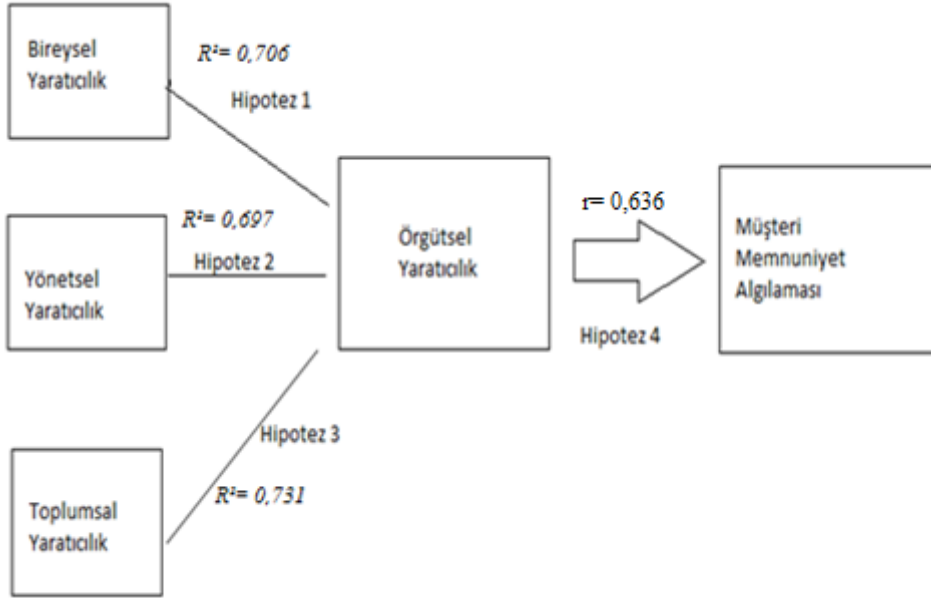 Bireysel
Yaratıcılık
R²= 0,706
Hipotez 1
Yönetsel
Yaratıcılık
R²= 0,697
Hipotez 2
Toplumsal
Yaratıcılık
Hipotez 3
R²= 0,731
Örgütsel
Yaratıcılık
r= 0,636
Hipotez 4
Müşteri
Memnuniyet
Algılaması